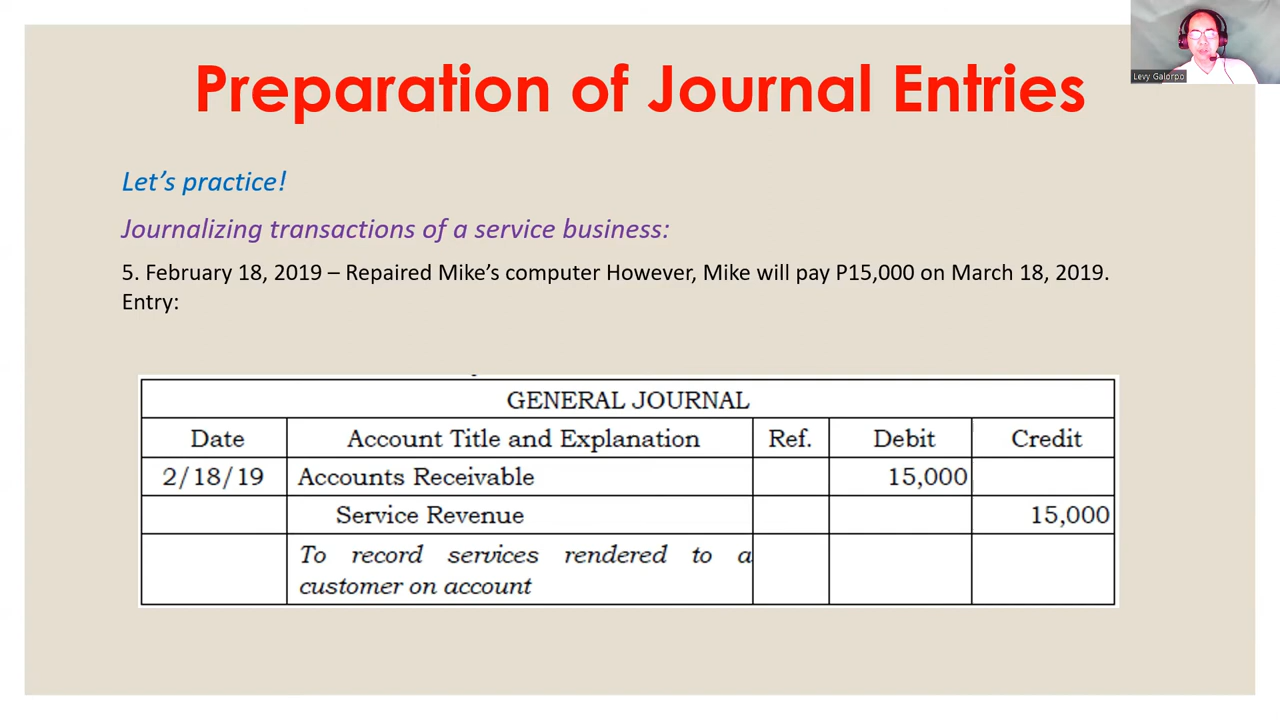 Preparation of Journal Entries
Levy Galorpo
Let's practice!
Journalizing transactions of a service business:
5. February 18, 2019 – Repaired Mike's computer However, Mike will pay P15,000 on March 18, 2019.
Entry:
GENERAL JOURNAL
Date Account Title and Explanation Ref. Debit Credit
2/18/19 Accounts Receivable 15,000
Service Revenue 15,000
To record services rendered to a
customer on account